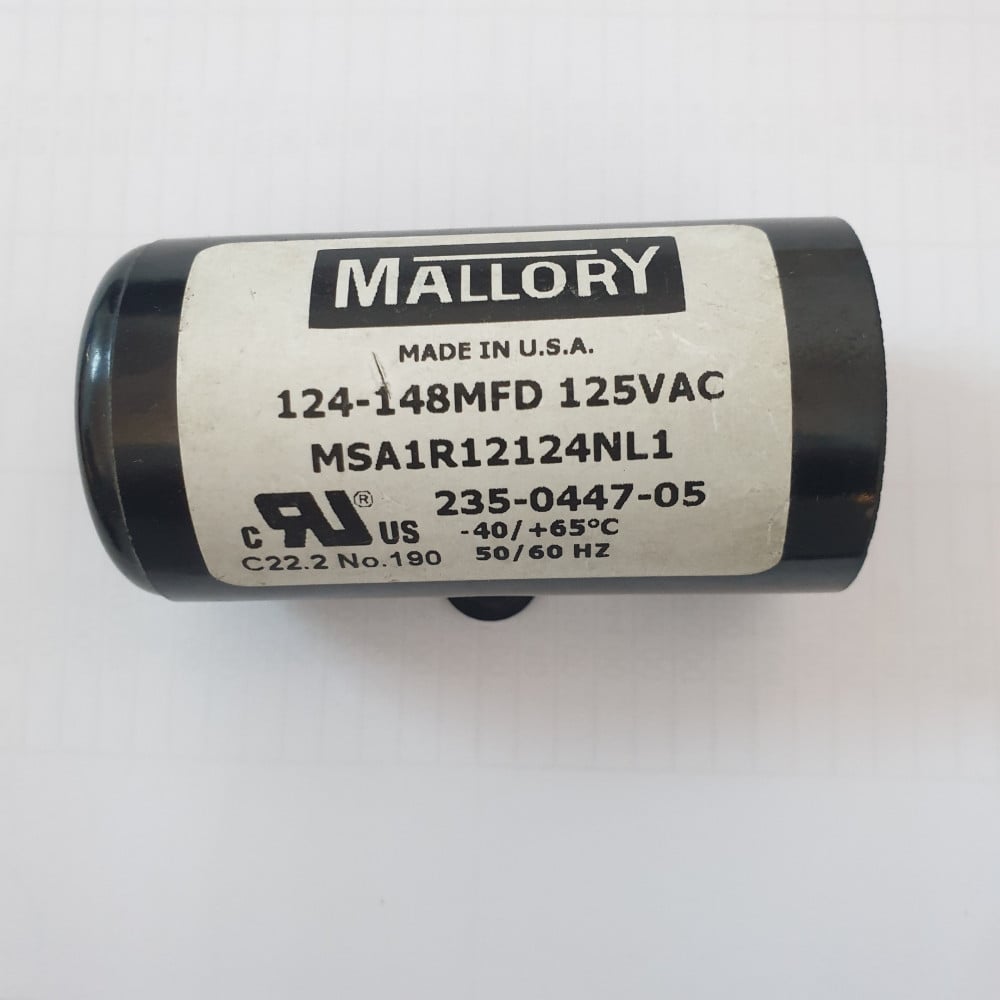 MALLORY
MADE IN U.S.A.
124-148MFD 125VAC
MSA1R12124NL1
235-0447-05
C RU ® US -40/+65°C
C22.2 No.190 50/60 HZ